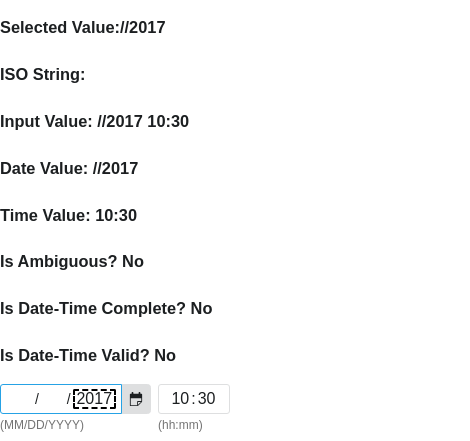 Selected Value://2017
ISO String:
Input Value: //2017 10:30
Date Value: //2017
Time Value: 10:30
Is Ambiguous? No
Is Date-Time Complete? No
Is Date-Time Valid? No
/ / 2017 10:30
(MM/DD/YYYY) (hh:mm)